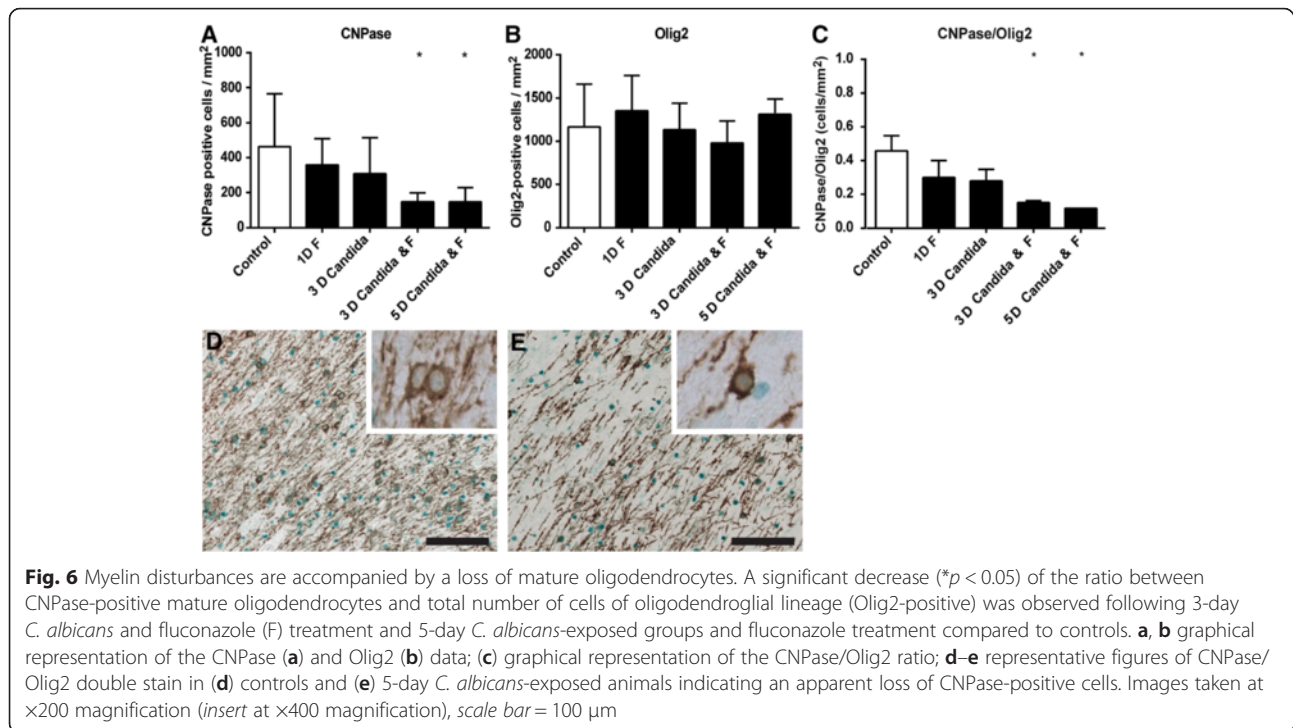 A CNPase
B Olig2
C CNPase/Olig2
* *
* *
CNPase positive cells / mm²
1000
800
600
400
200
0
Control
1D F
3 D Candida
3 D Candida & F
5 D Candida & F
Olig2-positive cells / mm²
2000
1500
1000
500
0
Control
1D F
3 D Candida
3 D Candida & F
5 D Candida & F
CNPase/Olig2 (cells/mm²)
1.0
0.8
0.6
0.4
0.2
0.0
Control
1D F
3 D Candida
3 D Candida & F
5D Candida & F
D
E
Fig. 6 Myelin disturbances are accompanied by a loss of mature oligodendrocytes. A significant decrease (*p < 0.05) of the ratio between
CNPase-positive mature oligodendrocytes and total number of cells of oligodendroglial lineage (Olig2-positive) was observed following 3-day
C. albicans and fluconazole (F) treatment and 5-day C. albicans-exposed groups and fluconazole treatment compared to controls. a, b graphical
representation of the CNPase (a) and Olig2 (b) data; (c) graphical representation of the CNPase/Olig2 ratio; d–e representative figures of CNPase/
Olig2 double stain in (d) controls and (e) 5-day C. albicans-exposed animals indicating an apparent loss of CNPase-positive cells. Images taken at
×200 magnification (insert at ×400 magnification), scale bar = 100 μm